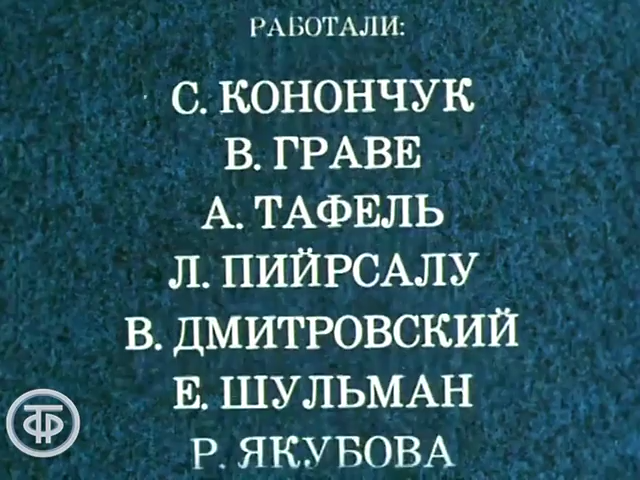 РАБОТАЛИ:
С. КОНОНЧУК
В. ГРАВЕ
А. ТАФЕЛЬ
Л. ПИЙРСАЛУ
В. ДМИТРОВСКИЙ
Е. ШУЛЬМАН
Р. ЯКУБОВА